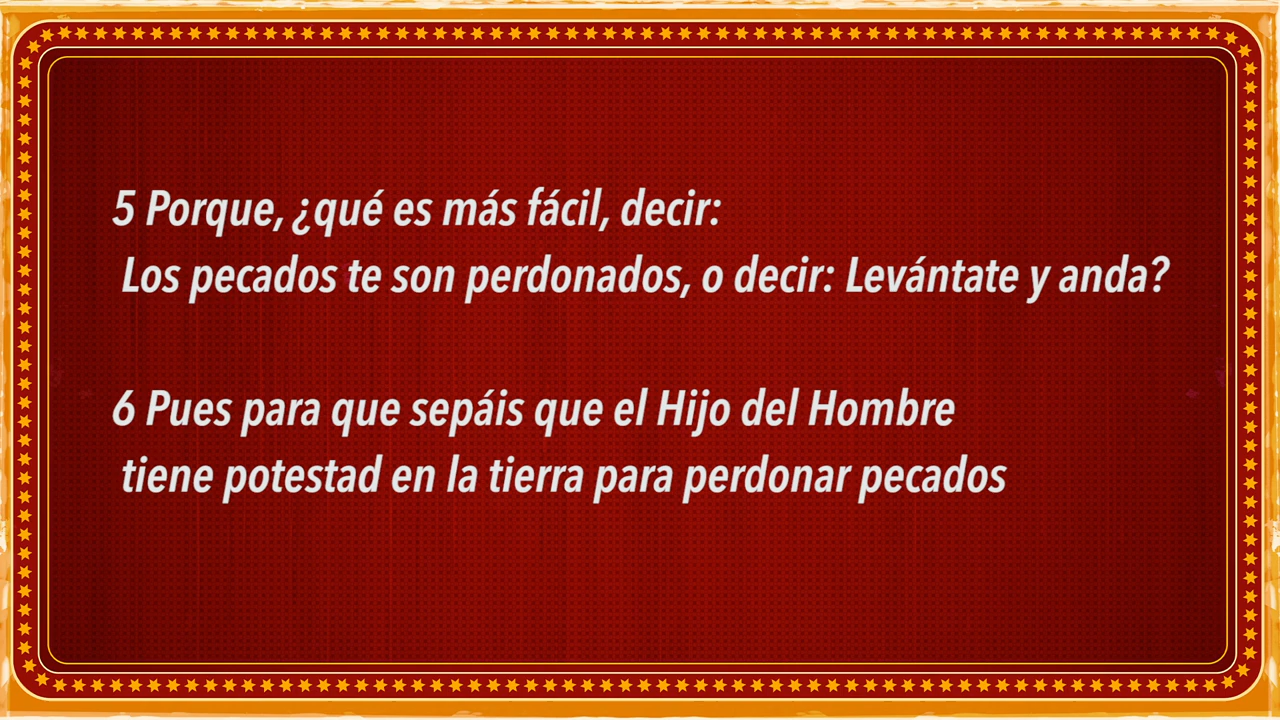 5 Porque, ¿qué es más fácil, decir:
Los pecados te son perdonados, o decir: Levántate y anda?
6 Pues para que sepáis que el Hijo del Hombre
tiene potestad en la tierra para perdonar pecados